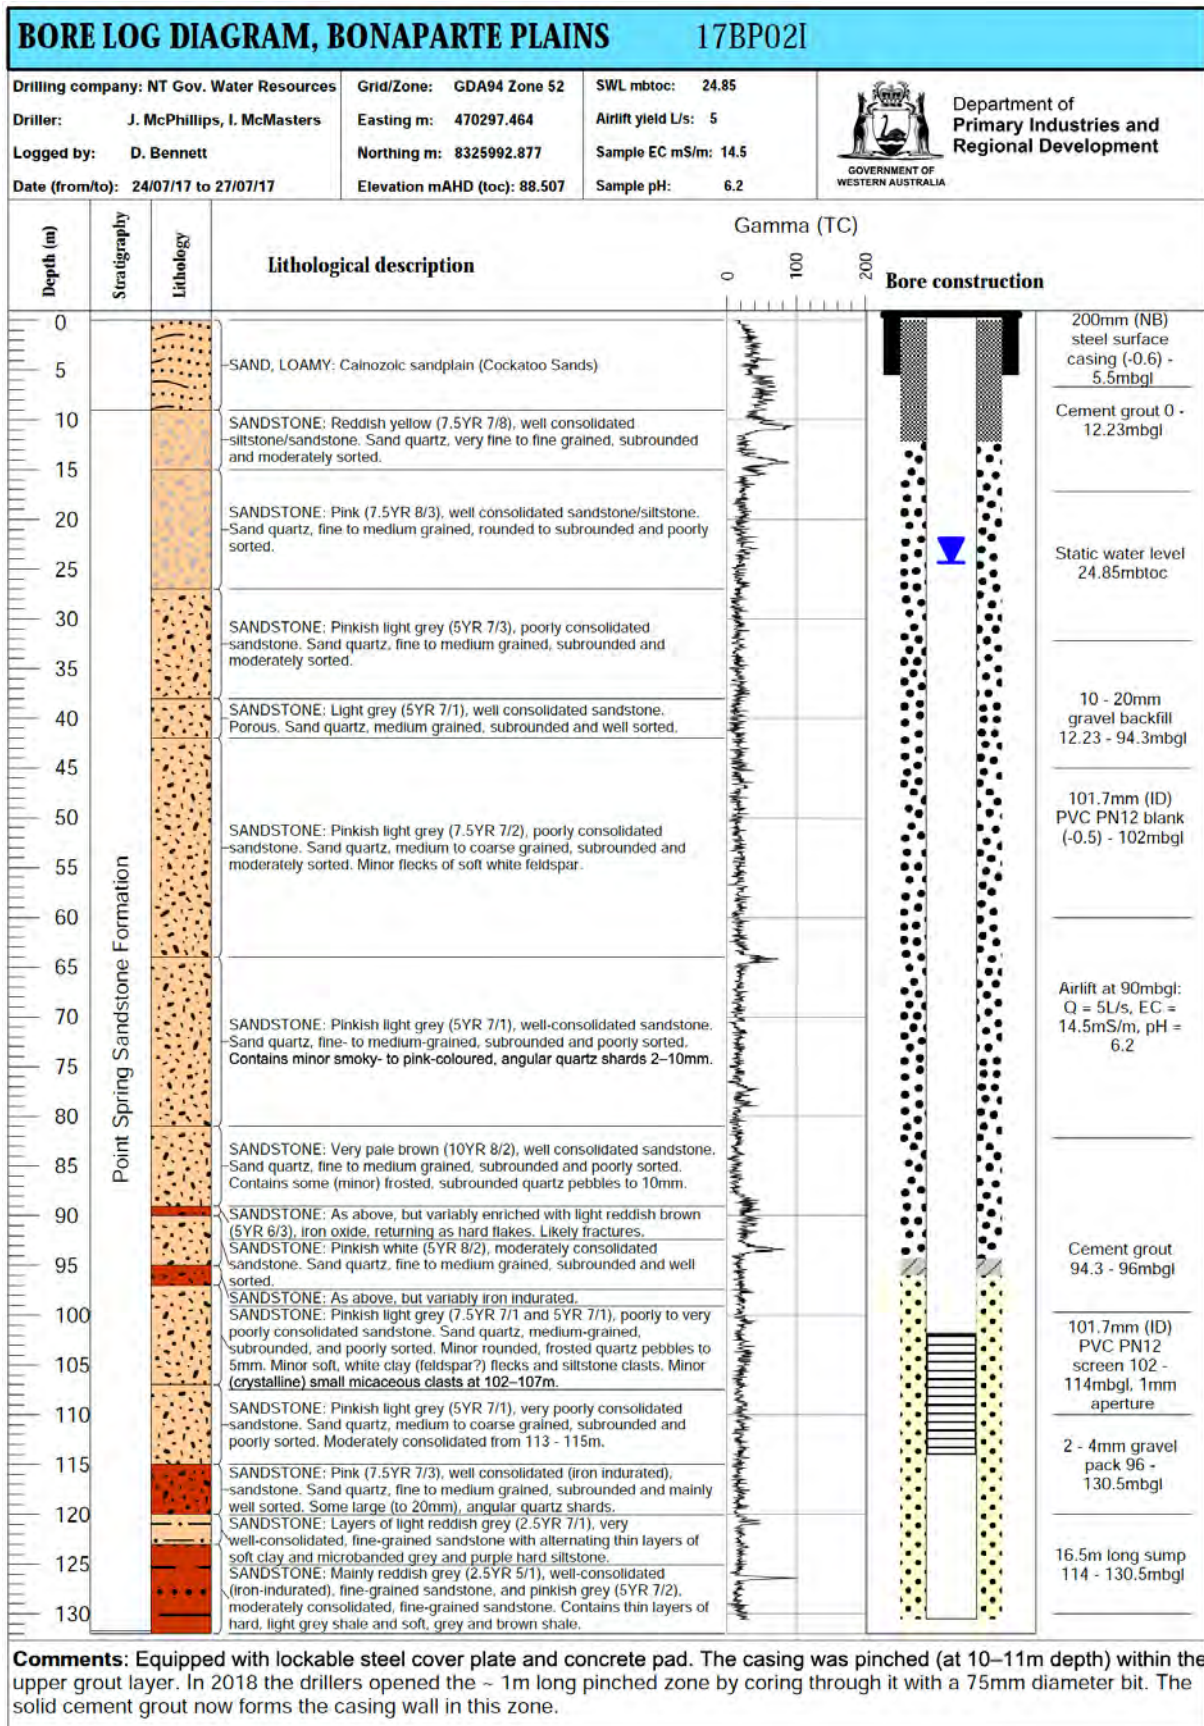 BORE LOG DIAGRAM, BONAPARTE PLAINS 17BP02I
Drilling company: NT Gov. Water Resources
Driller: J. McPhillips, I. McMasters
Logged by: D. Bennett
Date (from/to): 24/07/17 to 27/07/17
Grid/Zone: GDA94 Zone 52
Easting m: 470297.464
Northing m: 8325992.877
Elevation mAHD (toc): 88.507
SWL mbtoc: 24.85
Airlift yield L/s: 5
Sample EC mS/m: 14.5
Sample pH: 6.2
GOVERNMENT OF
WESTERN AUSTRALIA
Department of
Primary Industries and
Regional Development
Depth (m)
Stratigraphy
Lithology
Lithological description
Gamma (TC)
0 100 200
Bore construction
0
5
10
15
20
25
30
35
40
45
50
55
60
65
70
75
80
85
90
95
100
105
110
115
120
125
130
Point Spring Sandstone Formation
SAND, LOAMY: Cainozoic sandplain (Cockatoo Sands)
SANDSTONE: Reddish yellow (7.5YR 7/8), well consolidated
siltstone/sandstone. Sand quartz, very fine to fine grained, subrounded
and moderately sorted.
SANDSTONE: Pink (7.5YR 8/3), well consolidated sandstone/siltstone.
Sand quartz, fine to medium grained, rounded to subrounded and poorly
sorted.
SANDSTONE: Pinkish light grey (5YR 7/3), poorly consolidated
sandstone. Sand quartz, fine to medium grained, subrounded and
moderately sorted.
SANDSTONE: Light grey (5YR 7/1), well consolidated sandstone.
Porous. Sand quartz, medium grained, subrounded and well sorted.
SANDSTONE: Pinkish light grey (7.5YR 7/2), poorly consolidated
sandstone. Sand quartz, medium to coarse grained, subrounded and
moderately sorted. Minor flecks of soft white feldspar.
SANDSTONE: Pinkish light grey (5YR 7/1), well-consolidated sandstone.
Sand quartz, fine- to medium-grained, subrounded and poorly sorted.
Contains minor smoky- to pink-coloured, angular quartz shards 2–10mm.
SANDSTONE: Very pale brown (10YR 8/2), well consolidated sandstone.
Sand quartz, fine to medium grained, subrounded and poorly sorted.
Contains some (minor) frosted, subrounded quartz pebbles to 10mm.
SANDSTONE: As above, but variably enriched with light reddish brown
(5YR 6/3), iron oxide, returning as hard flakes. Likely fractures.
SANDSTONE: Pinkish white (5YR 8/2), moderately consolidated
sandstone. Sand quartz, fine to medium grained, subrounded and well
sorted.
SANDSTONE: As above, but variably iron indurated.
SANDSTONE: Pinkish light grey (7.5YR 7/1 and 5YR 7/1), poorly to very
poorly consolidated sandstone. Sand quartz, medium-grained,
subrounded, and poorly sorted. Minor rounded, frosted quartz pebbles to
5mm. Minor soft, white clay (feldspar?) flecks and siltstone clasts. Minor
(crystalline) small micaceous clasts at 102–107m.
SANDSTONE: Pinkish light grey (5YR 7/1), very poorly consolidated
sandstone. Sand quartz, medium to coarse grained, subrounded and
poorly sorted. Moderately consolidated from 113 - 115m.
SANDSTONE: Pink (7.5YR 7/3), well consolidated (iron indurated),
sandstone. Sand quartz, fine to medium grained, subrounded and mainly
well sorted. Some large (to 20mm), angular quartz shards.
SANDSTONE: Layers of light reddish grey (2.5YR 7/1), very
well-consolidated, fine-grained sandstone with alternating thin layers of
soft clay and microbanded grey and purple hard siltstone.
SANDSTONE: Mainly reddish grey (2.5YR 5/1), well-consolidated
(iron-indurated), fine-grained sandstone, and pinkish grey (5YR 7/2),
moderately consolidated, fine-grained sandstone. Contains thin layers of
hard, light grey shale and soft, grey and brown shale.
200mm (NB)
steel surface
casing (-0.6) -
5.5mbgl
Cement grout 0 -
12.23mbgl
Static water level
24.85mbtoc
10 - 20mm
gravel backfill
12.23 - 94.3mbgl
101.7mm (ID)
PVC PN12 blank
(-0.5) - 102mbgl
Airlift at 90mbgl:
Q = 5L/s, EC =
14.5mS/m, pH =
6.2
Cement grout
94.3 - 96mbgl
101.7mm (ID)
PVC PN12
screen 102 -
114mbgl, 1mm
aperture
2 - 4mm gravel
pack 96 -
130.5mbgl
16.5m long sump
114 - 130.5mbgl
Comments: Equipped with lockable steel cover plate and concrete pad. The casing was pinched (at 10–11m depth) within the
upper grout layer. In 2018 the drillers opened the ~ 1m long pinched zone by coring through it with a 75mm diameter bit. The
solid cement grout now forms the casing wall in this zone.